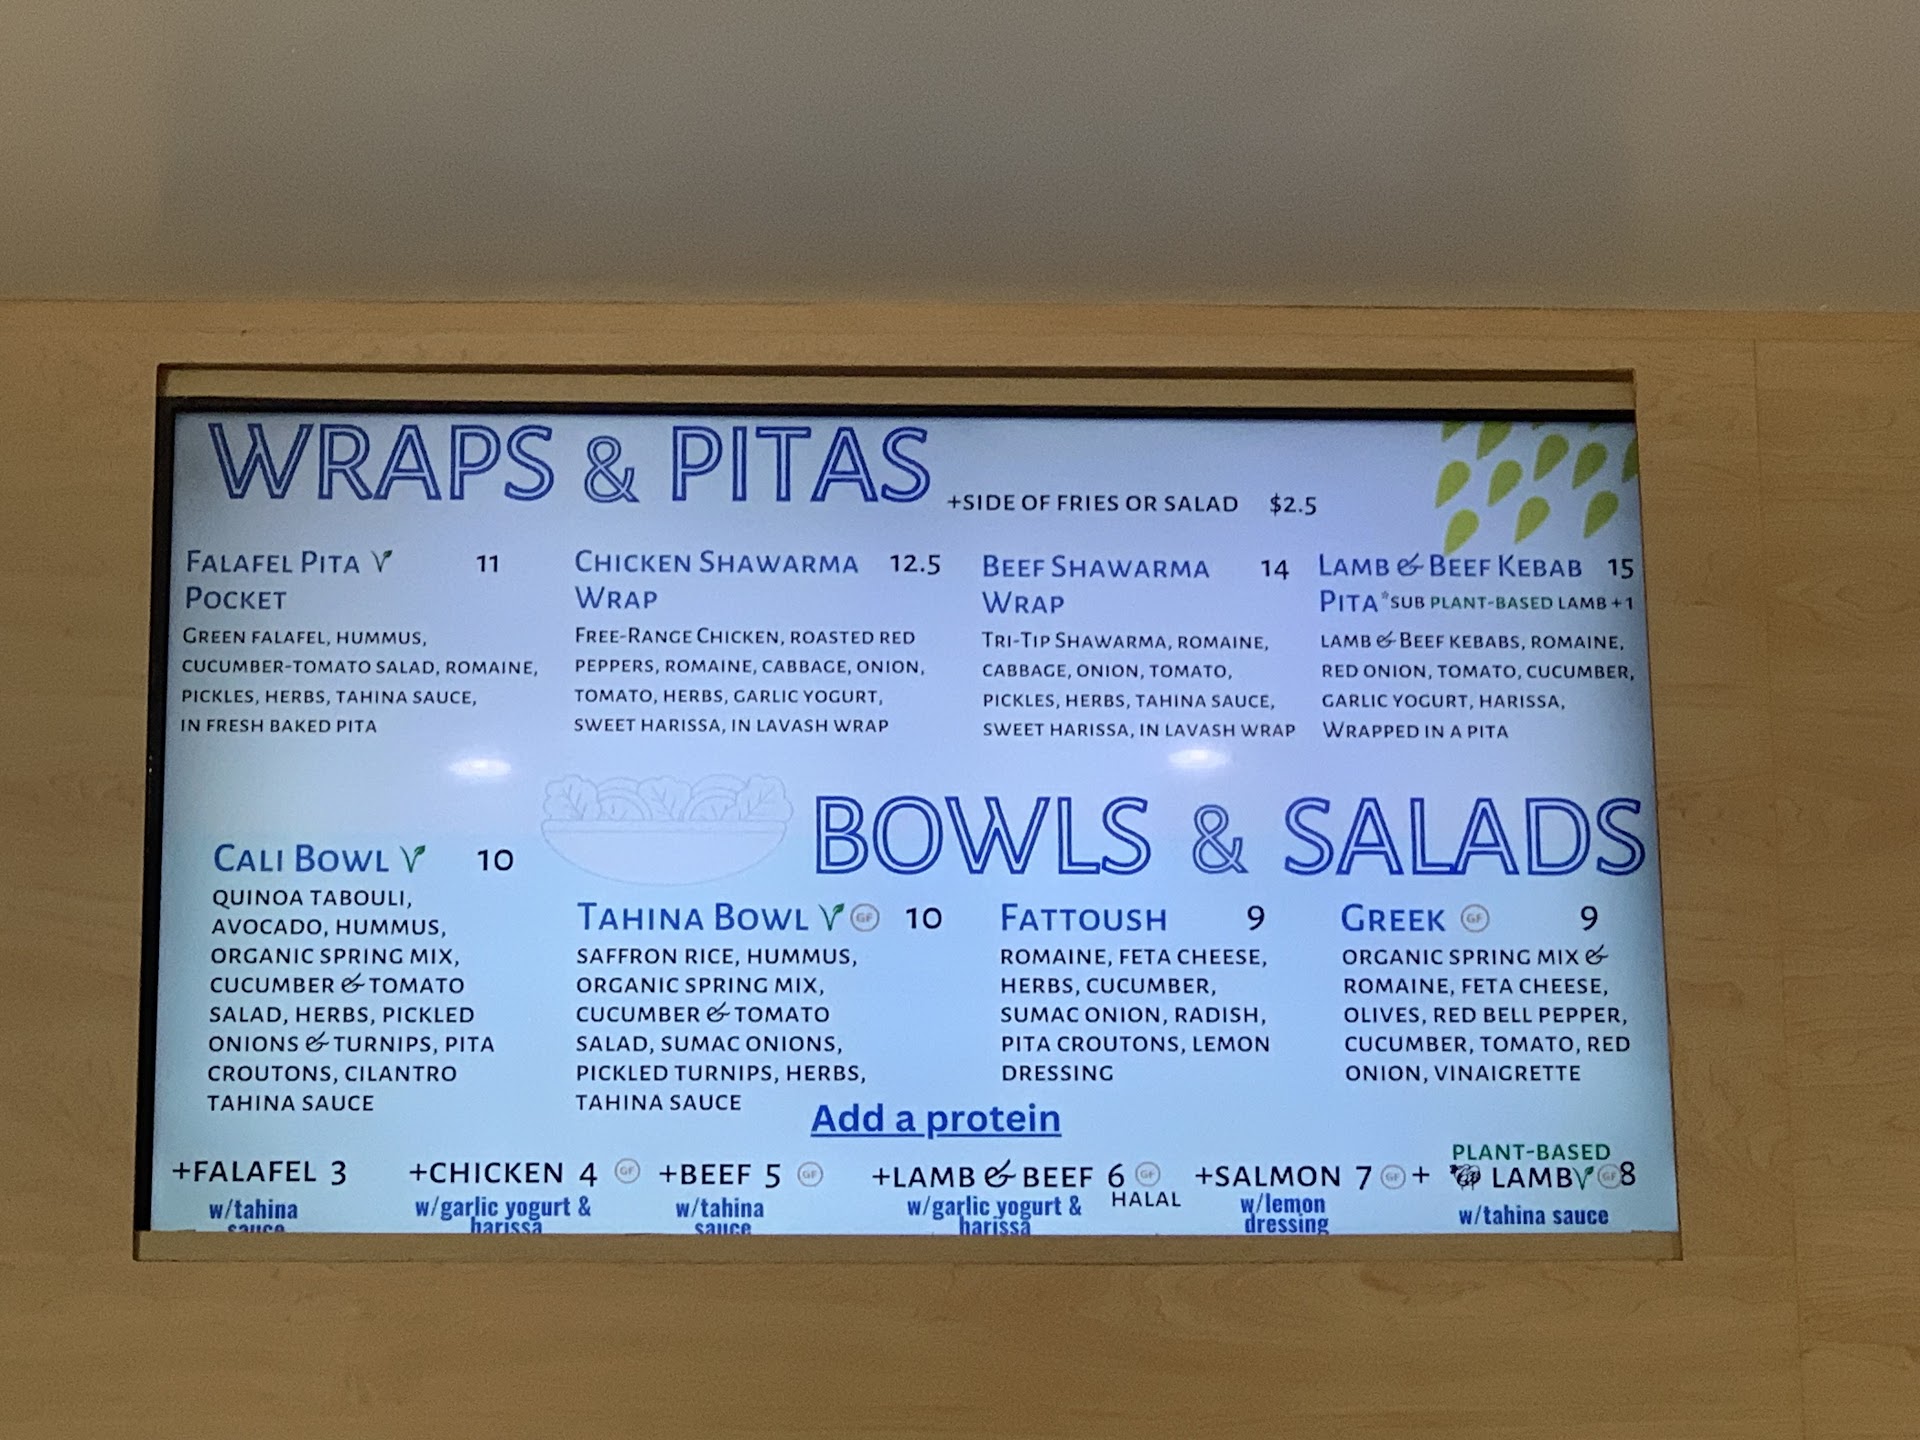 WRAPS & PITAS
+SIDE OF FRIES OR SALAD $2.5
FALAFEL PITA V 11
POCKET
GREEN FALAFEL, HUMMUS,
CUCUMBER-TOMATO SALAD, ROMAINE,
PICKLES, HERBS, TAHINA SAUCE,
IN FRESH BAKED PITA
CHICKEN SHAWARMA 12.5
WRAP
FREE-RANGE CHICKEN, ROASTED RED
PEPPERS, ROMAINE, CABBAGE, ONION,
TOMATO, HERBS, GARLIC YOGURT,
SWEET HARISSA, IN LAVASH WRAP
BEEF SHAWARMA 14
WRAP
TRI-TIP SHAWARMA, ROMAINE,
CABBAGE, ONION, TOMATO,
PICKLES, HERBS, TAHINA SAUCE,
SWEET HARISSA, IN LAVASH WRAP
LAMB & BEEF KEBAB 15
PITA *SUB PLANT-BASED LAMB +1
LAMB & BEEF KEBABS, ROMAINE,
RED ONION, TOMATO, CUCUMBER,
GARLIC YOGURT, HARISSA,
WRAPPED IN A PITA
BOWLS & SALADS
CALI BOWL V 10
QUINOA TABOULI,
AVOCADO, HUMMUS,
ORGANIC SPRING MIX,
CUCUMBER & TOMATO
SALAD, HERBS, PICKLED
ONIONS & TURNIPS, PITA
CROUTONS, CILANTRO
TAHINA SAUCE
TAHINA BOWL V GF 10
SAFFRON RICE, HUMMUS,
ORGANIC SPRING MIX,
CUCUMBER & TOMATO
SALAD, SUMAC ONIONS,
PICKLED TURNIPS, HERBS,
TAHINA SAUCE
FATTOUSH 9
ROMAINE, FETA CHEESE,
HERBS, CUCUMBER,
SUMAC ONION, RADISH,
PITA CROUTONS, LEMON
DRESSING
GREEK GF 9
ORGANIC SPRING MIX &
ROMAINE, FETA CHEESE,
OLIVES, RED BELL PEPPER,
CUCUMBER, TOMATO, RED
ONION, VINAIGRETTE
Add a protein
+FALAFEL 3
w/tahina
sauce
+CHICKEN 4 GF
w/garlic yogurt &
harissa
+BEEF 5 GF
w/tahina
sauce
+LAMB & BEEF 6 GF
HALAL
w/garlic yogurt &
harissa
+SALMON 7 GF
w/lemon
dressing
PLANT-BASED
+ LAMB V GF 8
w/tahina sauce